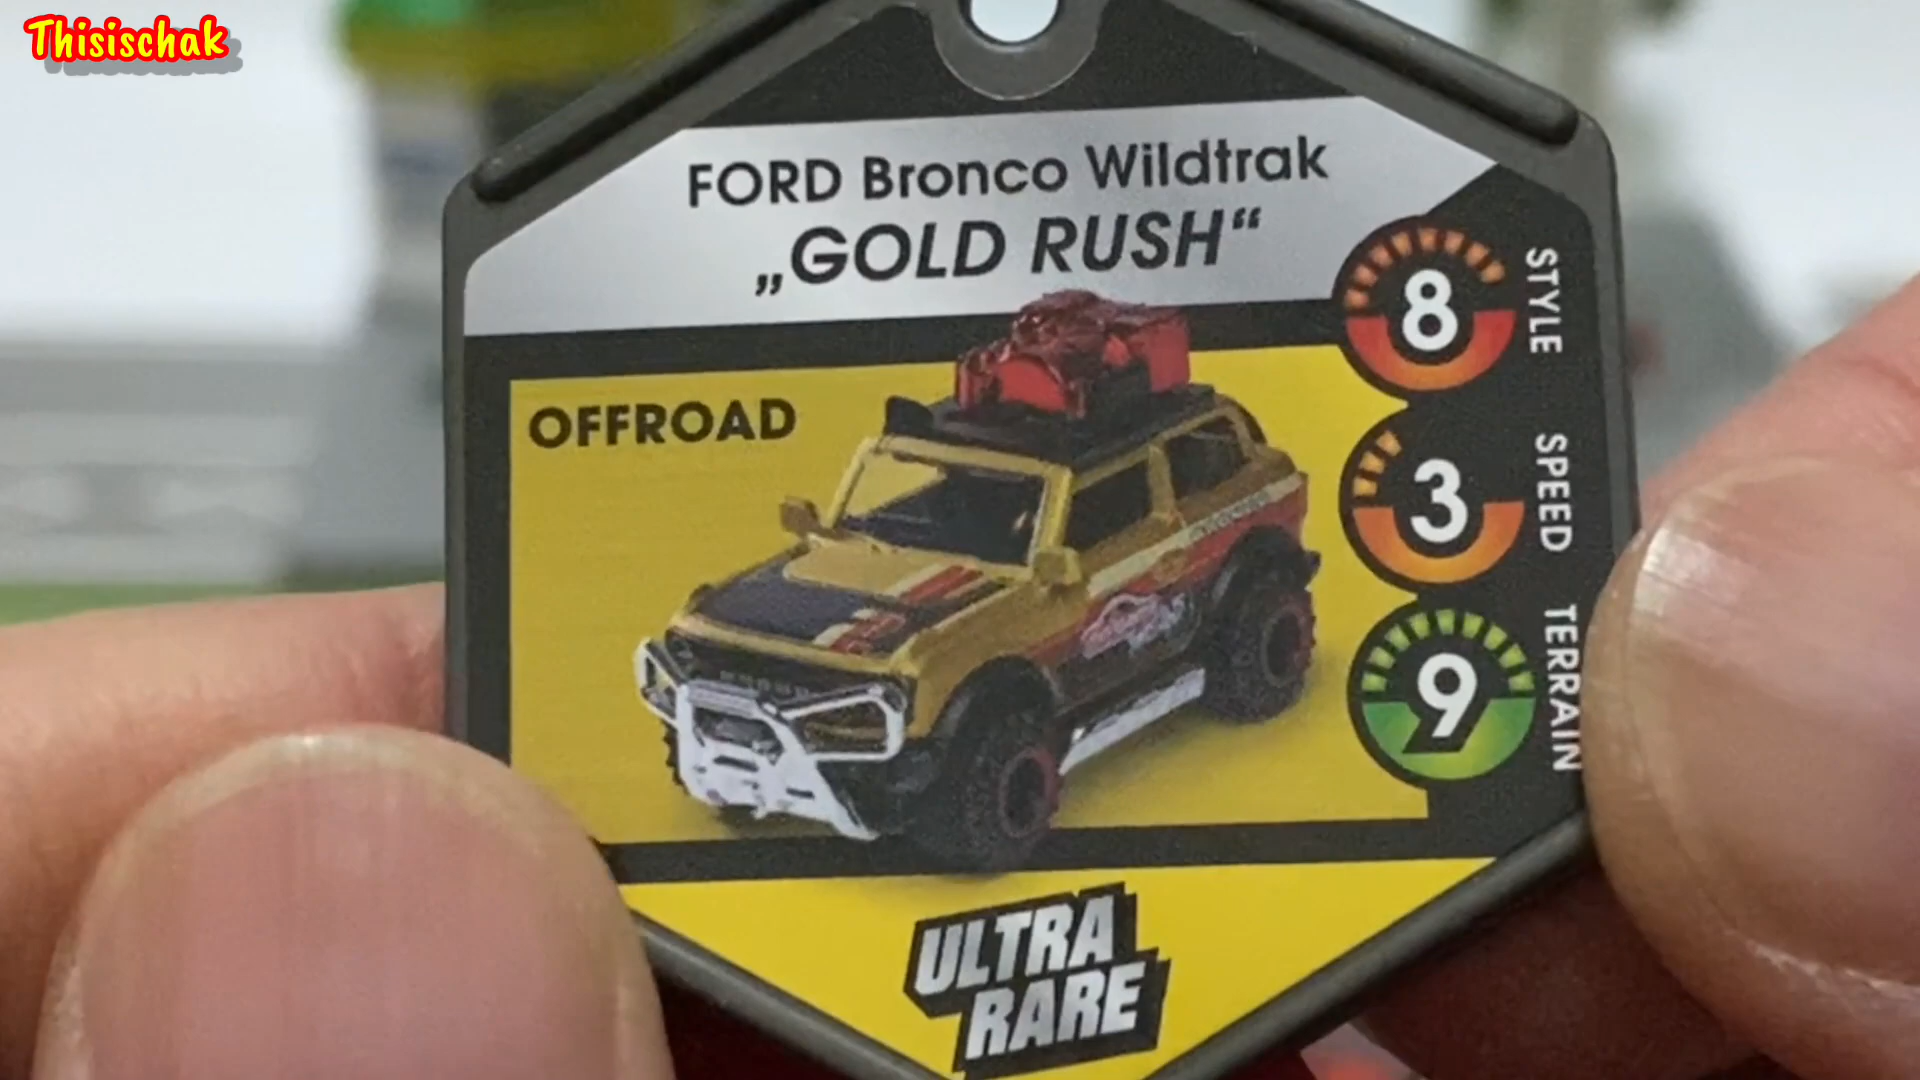 Thisischak
FORD Bronco Wildtrak
„GOLD RUSH“
OFFROAD
8
STYLE
3
SPEED
9
TERRAIN
ULTRA
RARE